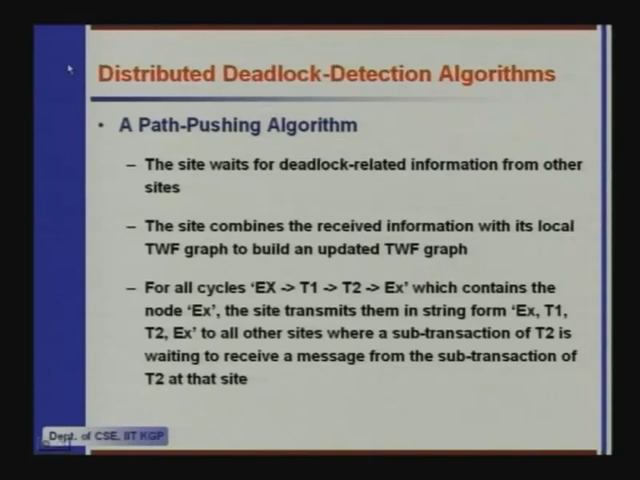 Distributed Deadlock-Detection Algorithms
• A Path-Pushing Algorithm
– The site waits for deadlock-related information from other
sites
– The site combines the received information with its local
TWF graph to build an updated TWF graph
– For all cycles ‘EX -> T1 -> T2 -> Ex’ which contains the
node ‘Ex’, the site transmits them in string form ‘Ex, T1,
T2, Ex’ to all other sites where a sub-transaction of T2 is
waiting to receive a message from the sub-transaction of
T2 at that site
Dept. of CSE, IIT KGP